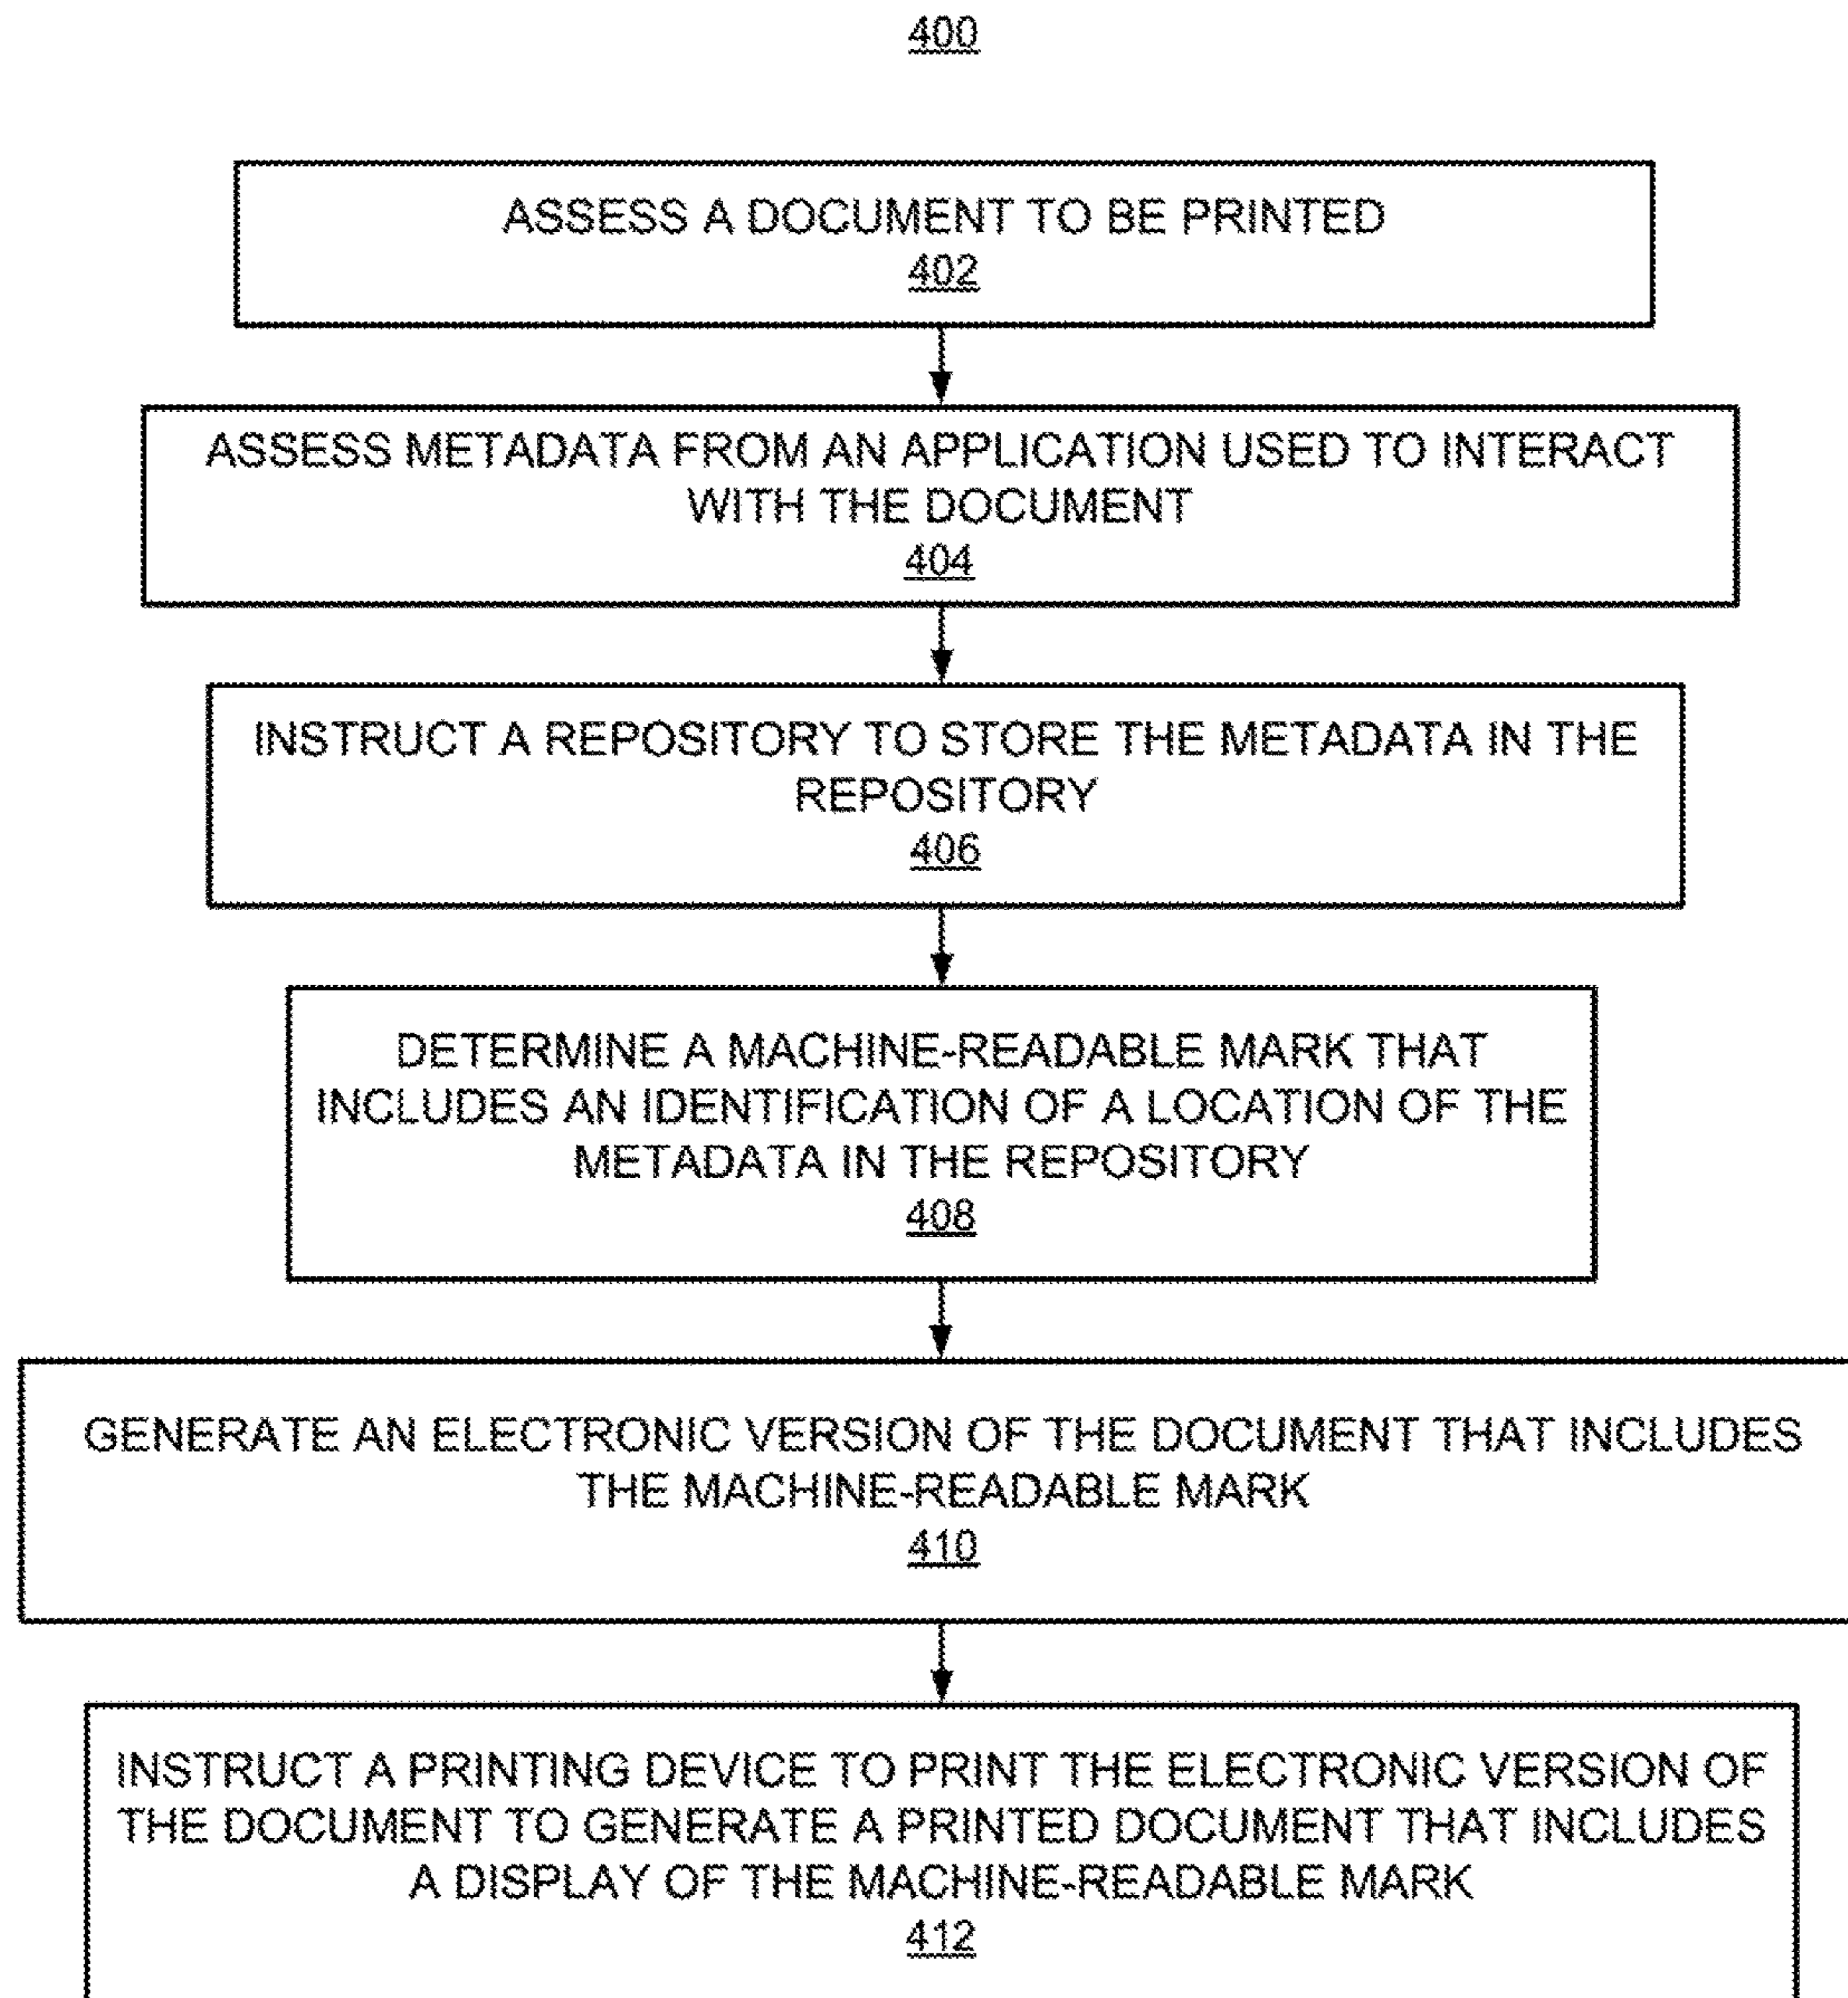 400
ASSESS A DOCUMENT TO BE PRINTED
402
ASSESS METADATA FROM AN APPLICATION USED TO INTERACT
WITH THE DOCUMENT
404
INSTRUCT A REPOSITORY TO STORE THE METADATA IN THE
REPOSITORY
406
DETERMINE A MACHINE-READABLE MARK THAT
INCLUDES AN IDENTIFICATION OF A LOCATION OF THE
METADATA IN THE REPOSITORY
408
GENERATE AN ELECTRONIC VERSION OF THE DOCUMENT THAT INCLUDES
THE MACHINE-READABLE MARK
410
INSTRUCT A PRINTING DEVICE TO PRINT THE ELECTRONIC VERSION OF
THE DOCUMENT TO GENERATE A PRINTED DOCUMENT THAT INCLUDES
A DISPLAY OF THE MACHINE-READABLE MARK
412